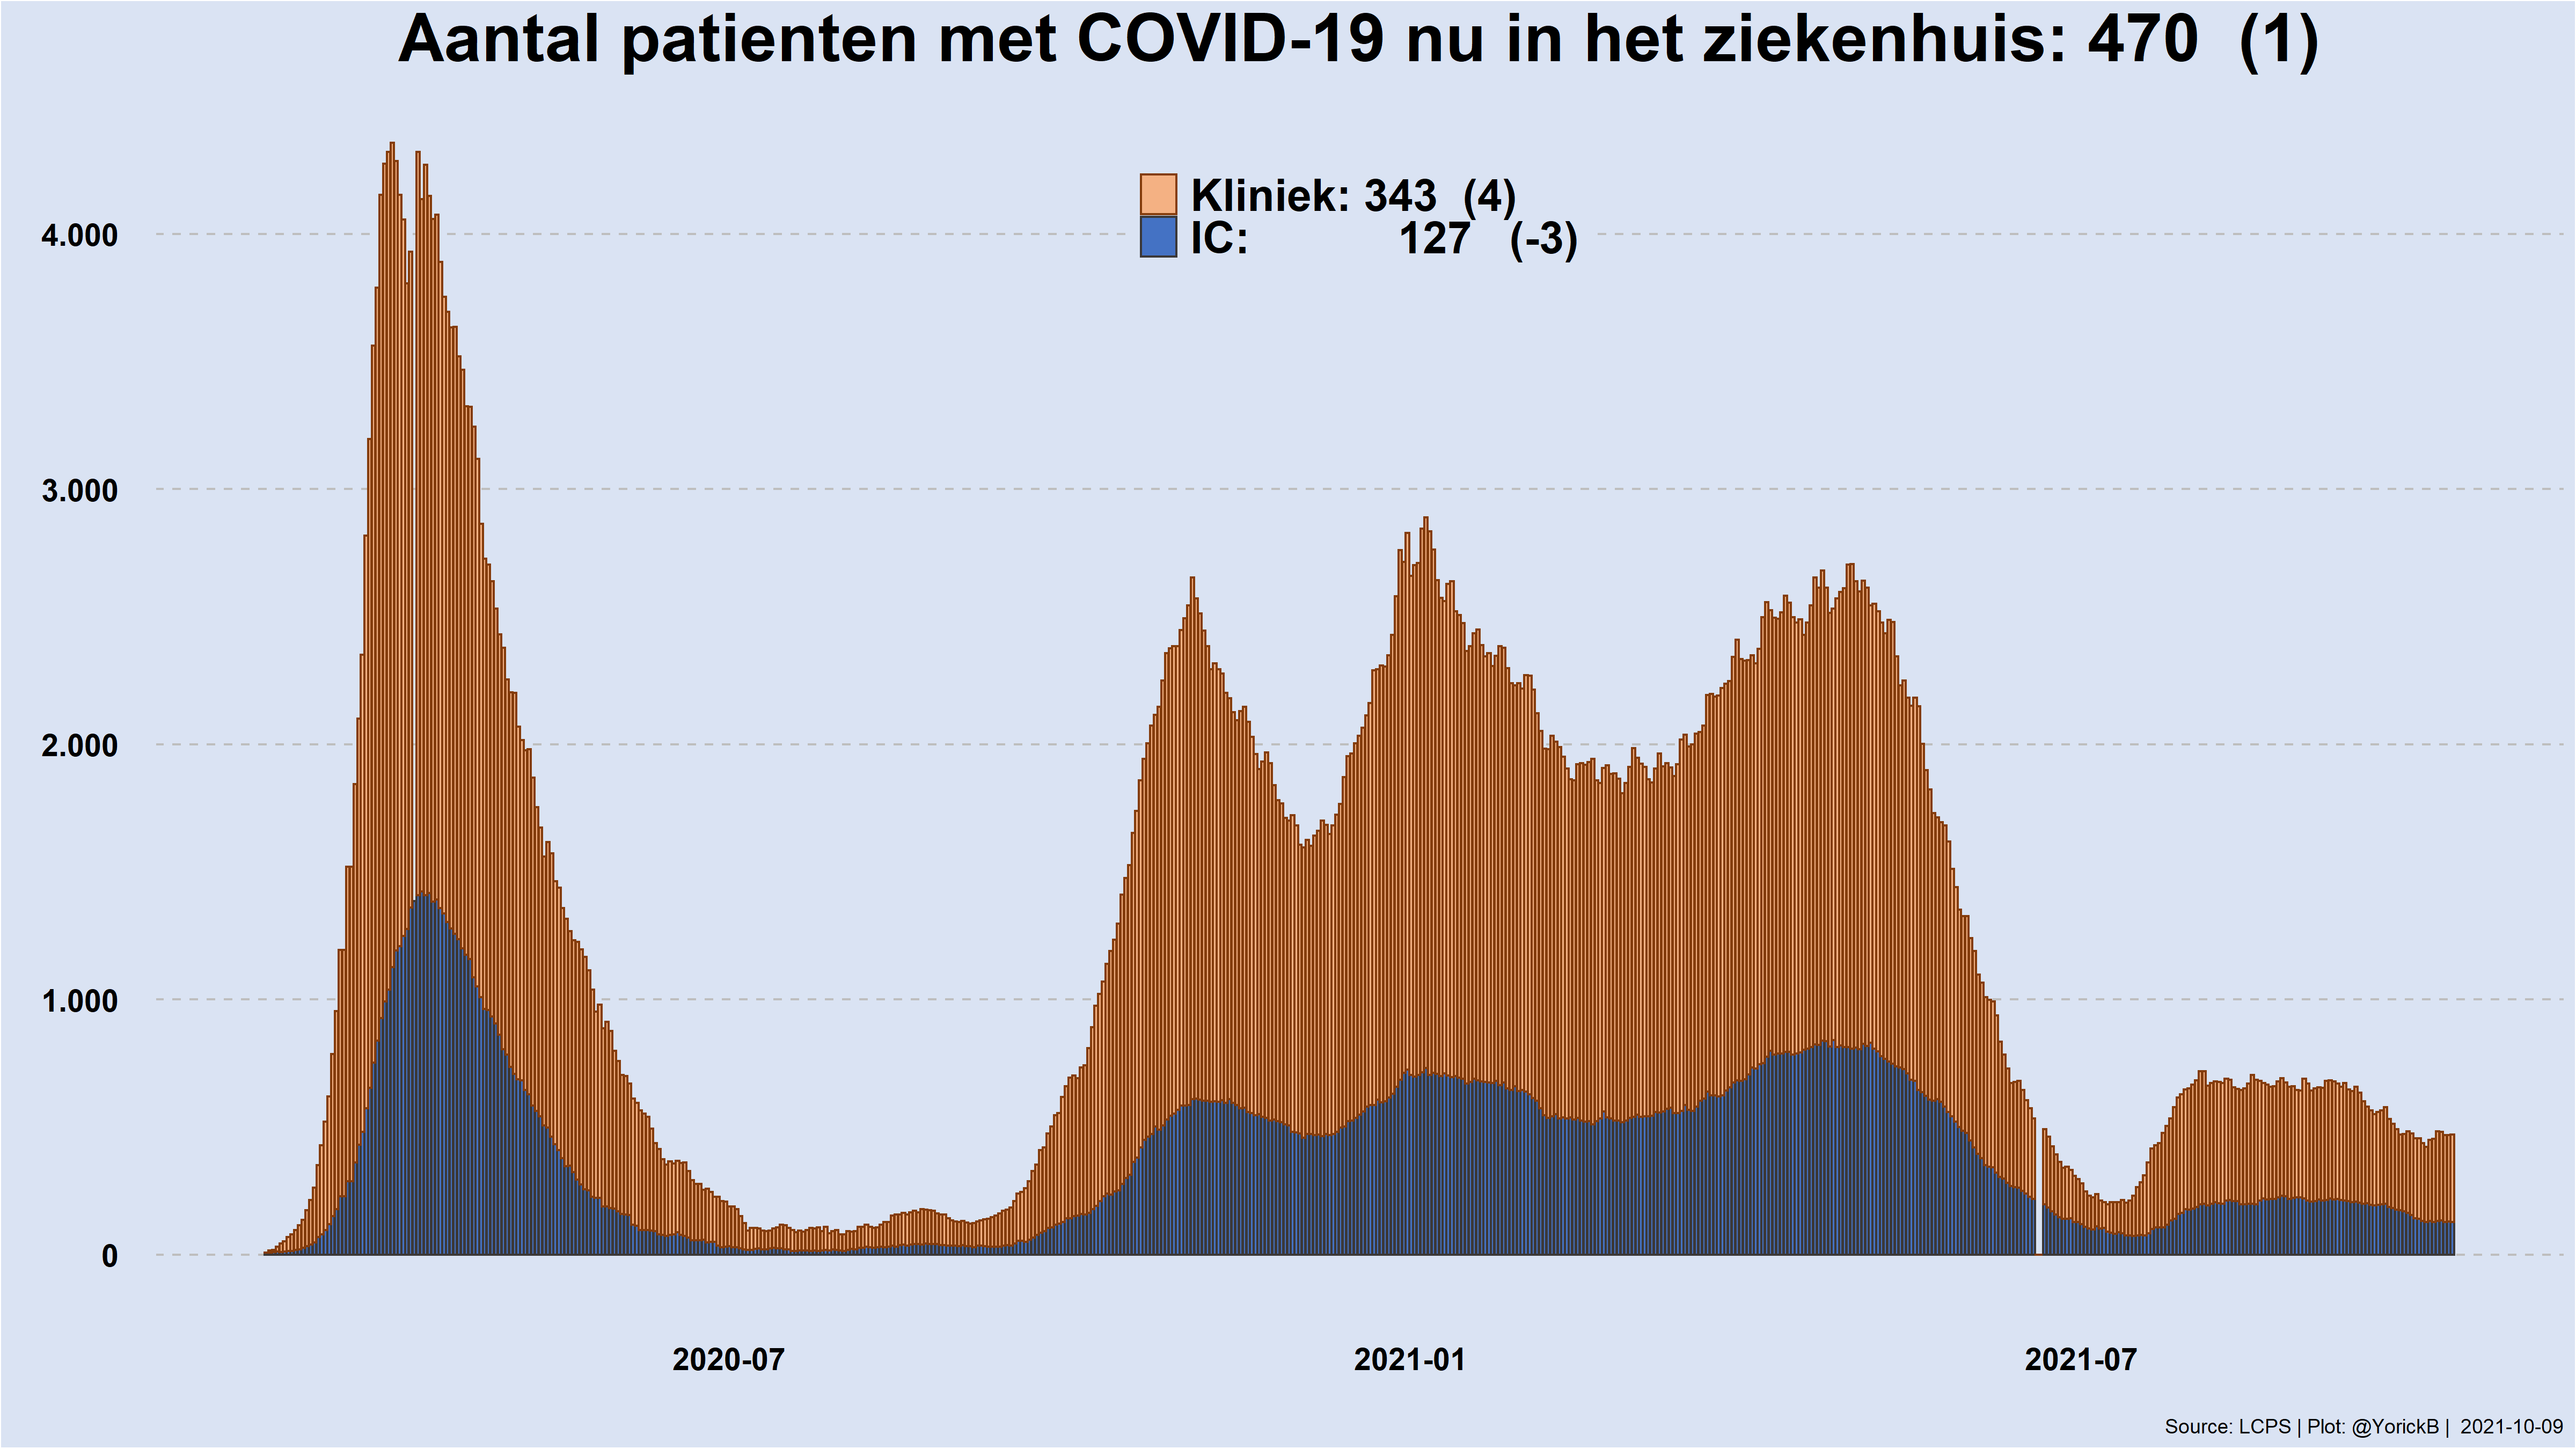 Aantal patienten met COVID-19 nu in het ziekenhuis: 470 (1)
Kliniek: 343 (4)
IC: 127 (-3)
4.000
3.000
2.000
1.000
0
2020-07 2021-01 2021-07
Source: LCPS | Plot: @YorickB | 2021-10-09